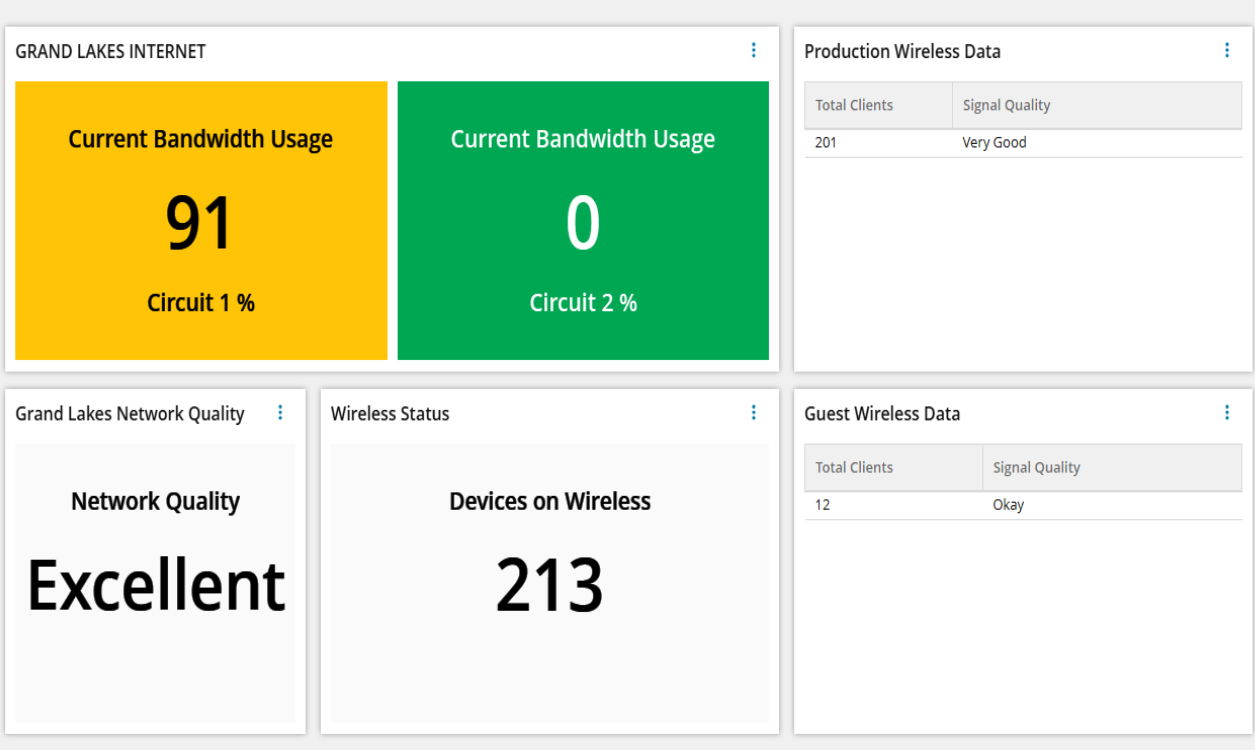 GRAND LAKES INTERNET
Current Bandwidth Usage
91
Circuit 1 %
Current Bandwidth Usage
0
Circuit 2 %
Production Wireless Data
Total Clients Signal Quality
201 Very Good
Grand Lakes Network Quality
Network Quality
Excellent
Wireless Status
Devices on Wireless
213
Guest Wireless Data
Total Clients Signal Quality
12 Okay